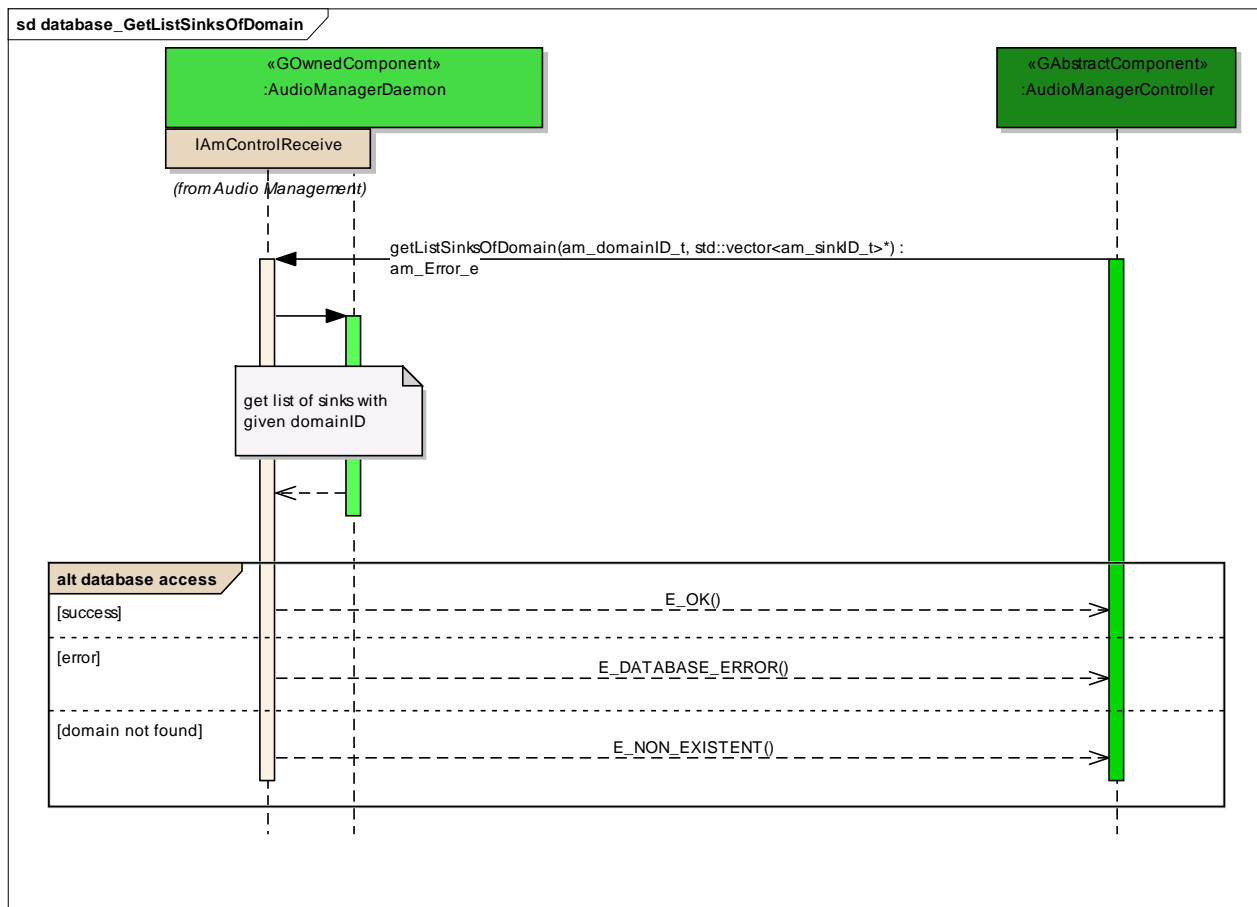 sd database_GetListSinksOfDomain
«GOwnedComponent»
:AudioManagerDaemon
«GAbstractComponent»
:AudioManagerController
IAmControlReceive
(from Audio Management)
getListSinksOfDomain(am_domainID_t, std::vector<am_sinkID_t>*) :
am_Error_e
get list of sinks with
given domainID
alt database access
[success]
E_OK()
[error]
E_DATABASE_ERROR()
[domain not found]
E_NON_EXISTENT()